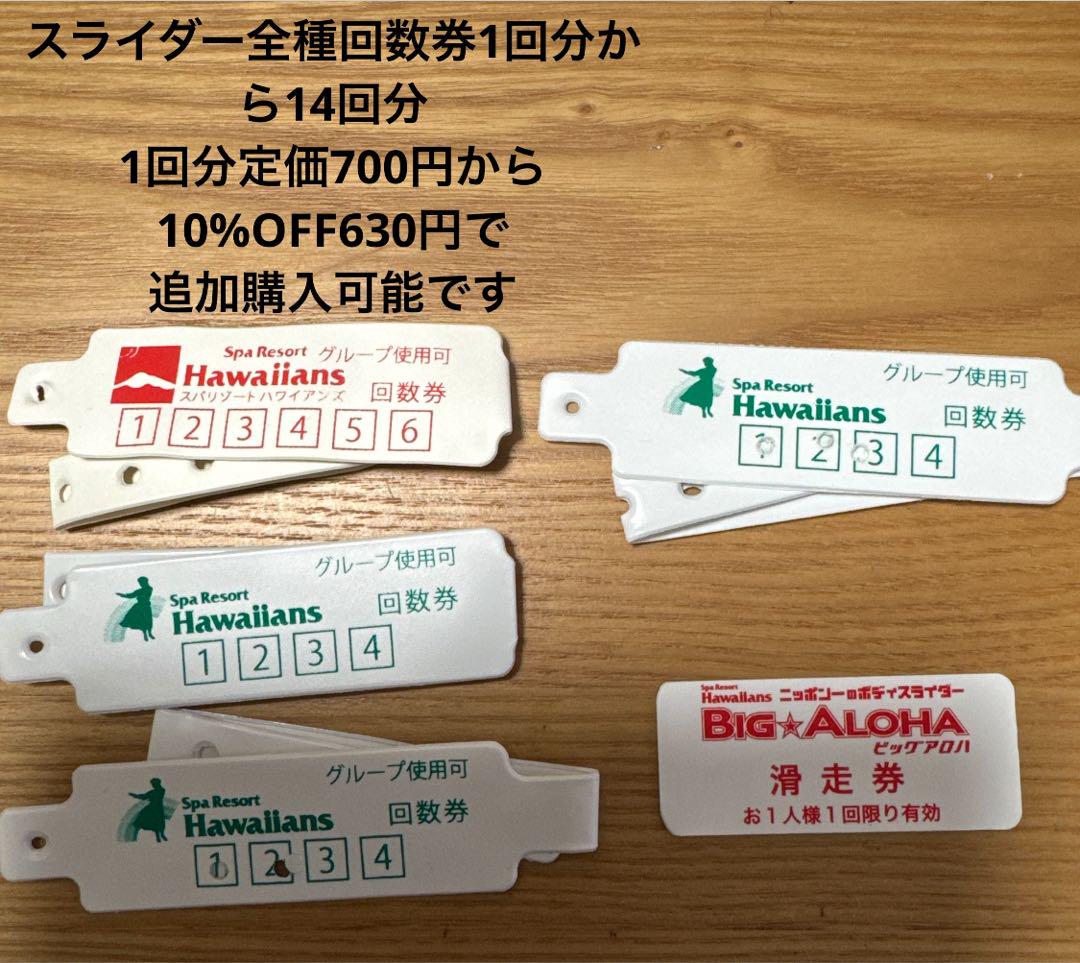 スライダー全種回数券1回分か
ら14回分
1回分定価700円から
10%OFF630円で
追加購入可能です
Spa Resort グループ使用可
Hawaiians
スパリゾートハワイアンズ 回数券
1 2 3 4 5 6
グループ使用可
Spa Resort
Hawaiians 回数券
1 2 3 4
グループ使用可
Spa Resort 回数券
Hawaiians
1 2 3 4
グループ使用可
Spa Resort
Hawaiians 回数券
1 2 3 4
Spa Resort
Hawaiians ニッポンーのボディスライダー
BIG☆ALOHA
ビッグアロハ
滑走券
お1人様1回限り有効